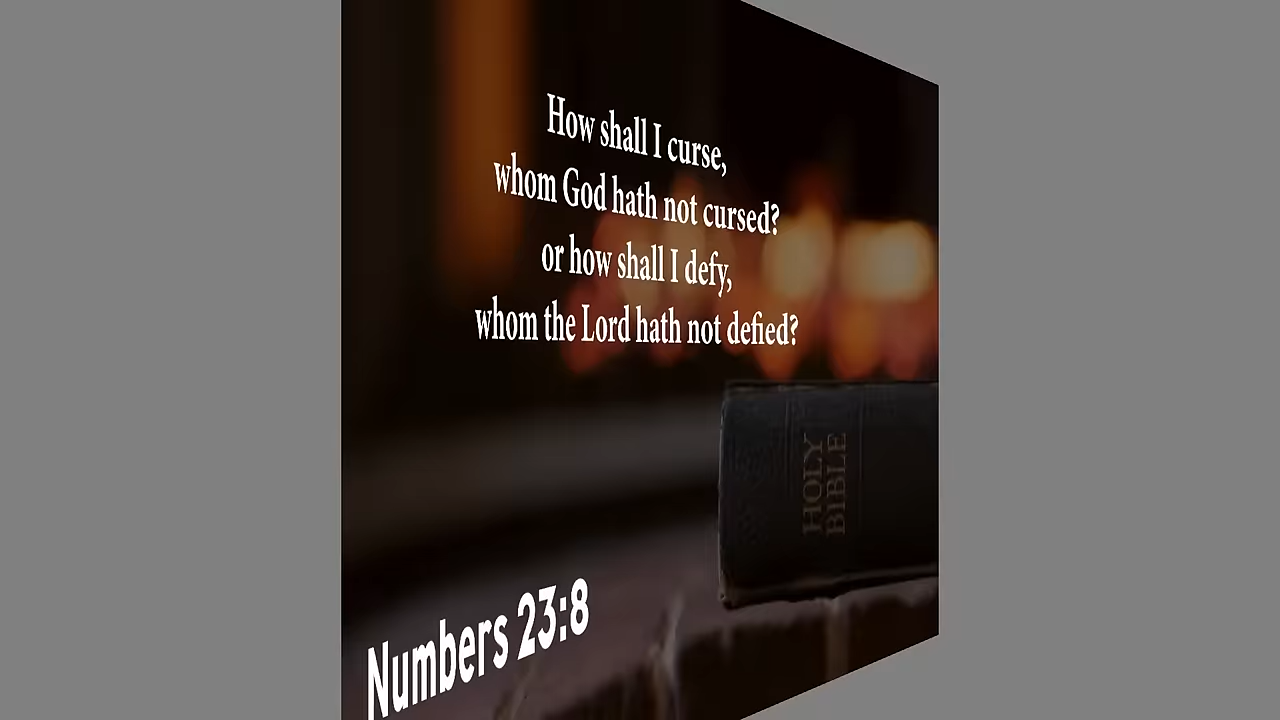 How shall I curse,
whom God hath not cursed?
or how shall I defy,
whom the Lord hath not defied?
HOLY
BIBLE
Numbers 23:8